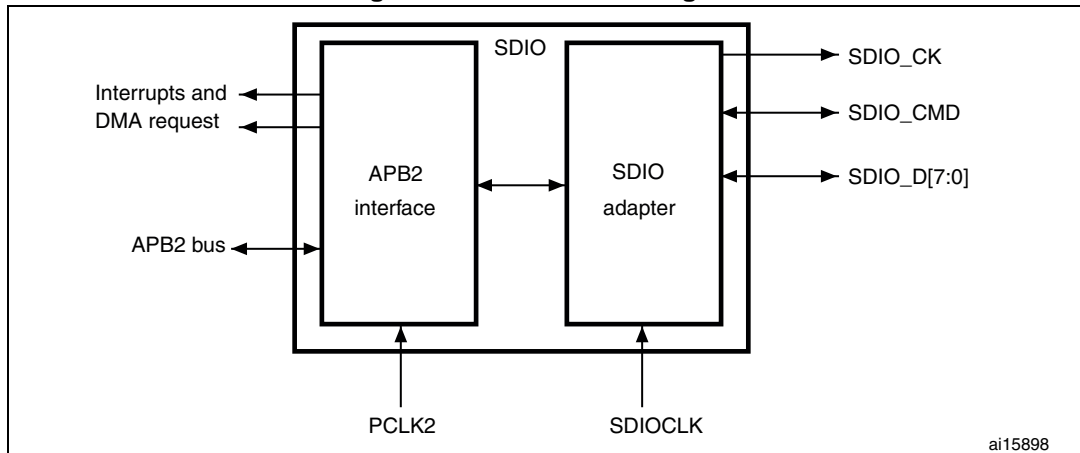 SDIO
SDIO_CK
Interrupts and
DMA request
SDIO_CMD
APB2
interface
SDIO
adapter
SDIO_D[7:0]
APB2 bus
PCLK2
SDIOCLK
ai15898